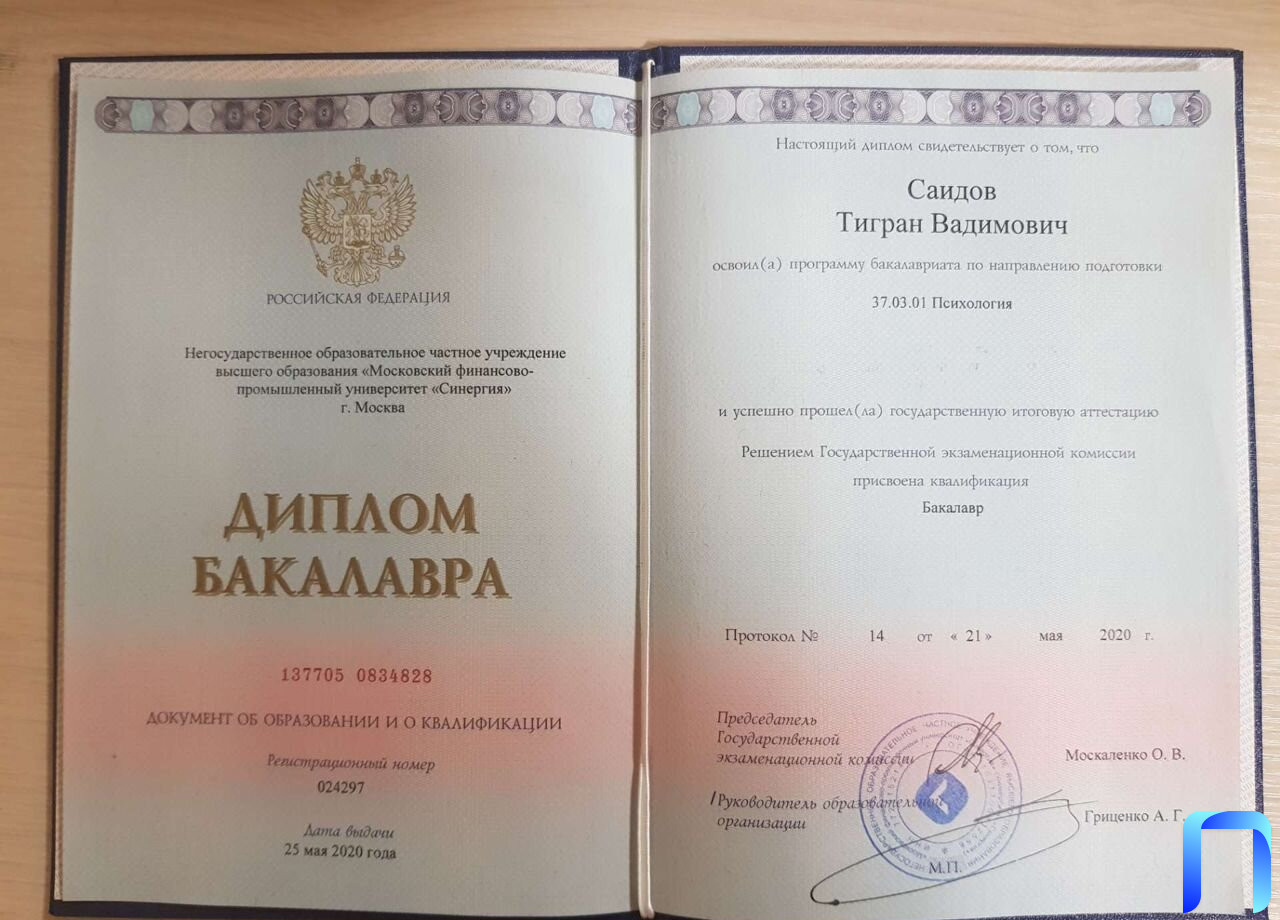 РОССИЙСКАЯ ФЕДЕРАЦИЯ
Негосударственное образовательное частное учреждение
высшего образования «Московский финансово-
промышленный университет «Синергия»
г. Москва
ДИПЛОМ
БАКАЛАВРА
137705 0834828
ДОКУМЕНТ ОБ ОБРАЗОВАНИИ И О КВАЛИФИКАЦИИ
Регистрационный номер
024297
Дата выдачи
25 мая 2020 года
Настоящий диплом свидетельствует о том, что
Саидов
Тигран Вадимович
освоил(а) программу бакалавриата по направлению подготовки
37.03.01 Психология
и успешно прошел(ла) государственную итоговую аттестацию
Решением Государственной экзаменационной комиссии
присвоена квалификация
Бакалавр
Протокол № 14 от « 21 » мая 2020 г.
Председатель
Государственной
экзаменационной комиссии
Москаленко О. В.
Руководитель образовательной
организации
Гриценко А. Г.
М.П.